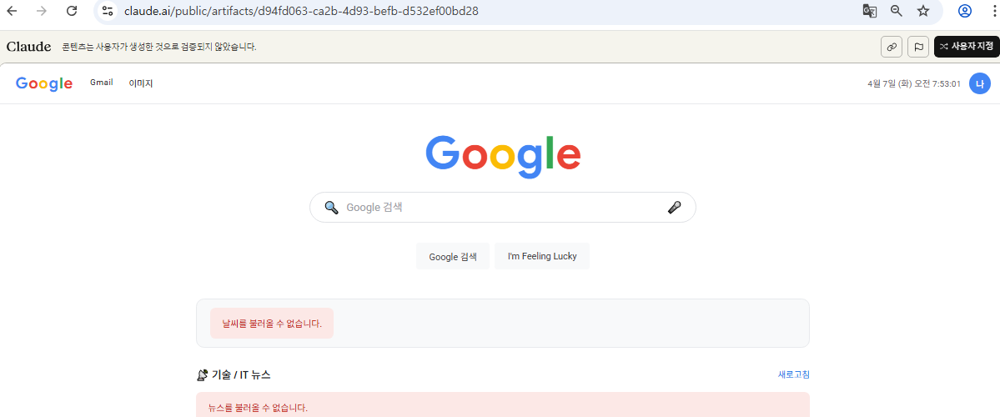 claude.ai/public/artifacts/d94fd063-ca2b-4d93-befb-d532ef00bd28
Claude 콘텐츠는 사용자가 생성한 것으로 검증되지 않았습니다. 사용자 지정
Google Gmail 이미지 4월 7일 (화) 오전 7:53:01 나
Google
Google 검색
Google 검색 I'm Feeling Lucky
날씨를 불러올 수 없습니다.
기술 / IT 뉴스 새로고침
뉴스를 불러올 수 없습니다.